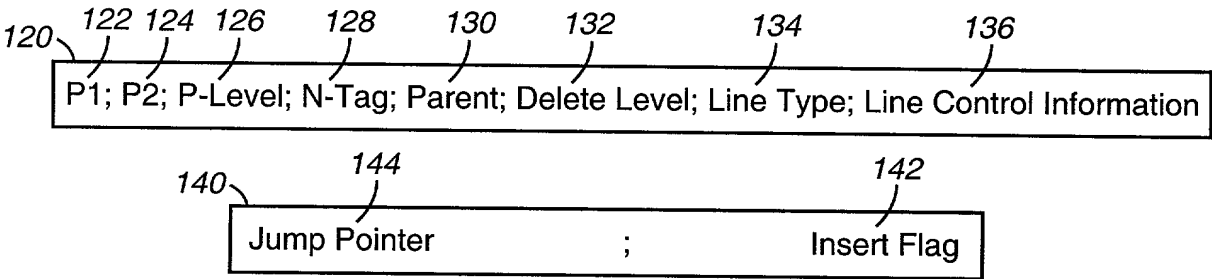 122 124 126 128 130 132 134 136
120
P1; P2; P-Level; N-Tag; Parent; Delete Level; Line Type; Line Control Information
144 142
140
Jump Pointer ; Insert Flag